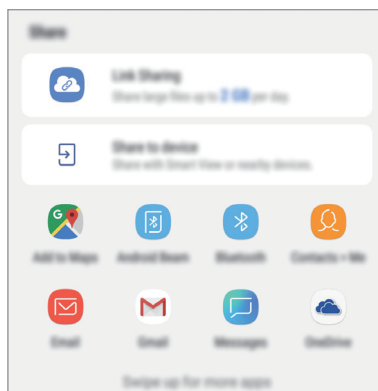 Share
Link Sharing
Share large files up to 2 GB per day.
Share to device
Share with Smart View or nearby devices.
G
Add to Maps Android Beam Bluetooth Contacts + Me
Email Gmail Messages OneDrive
Swipe up for more apps